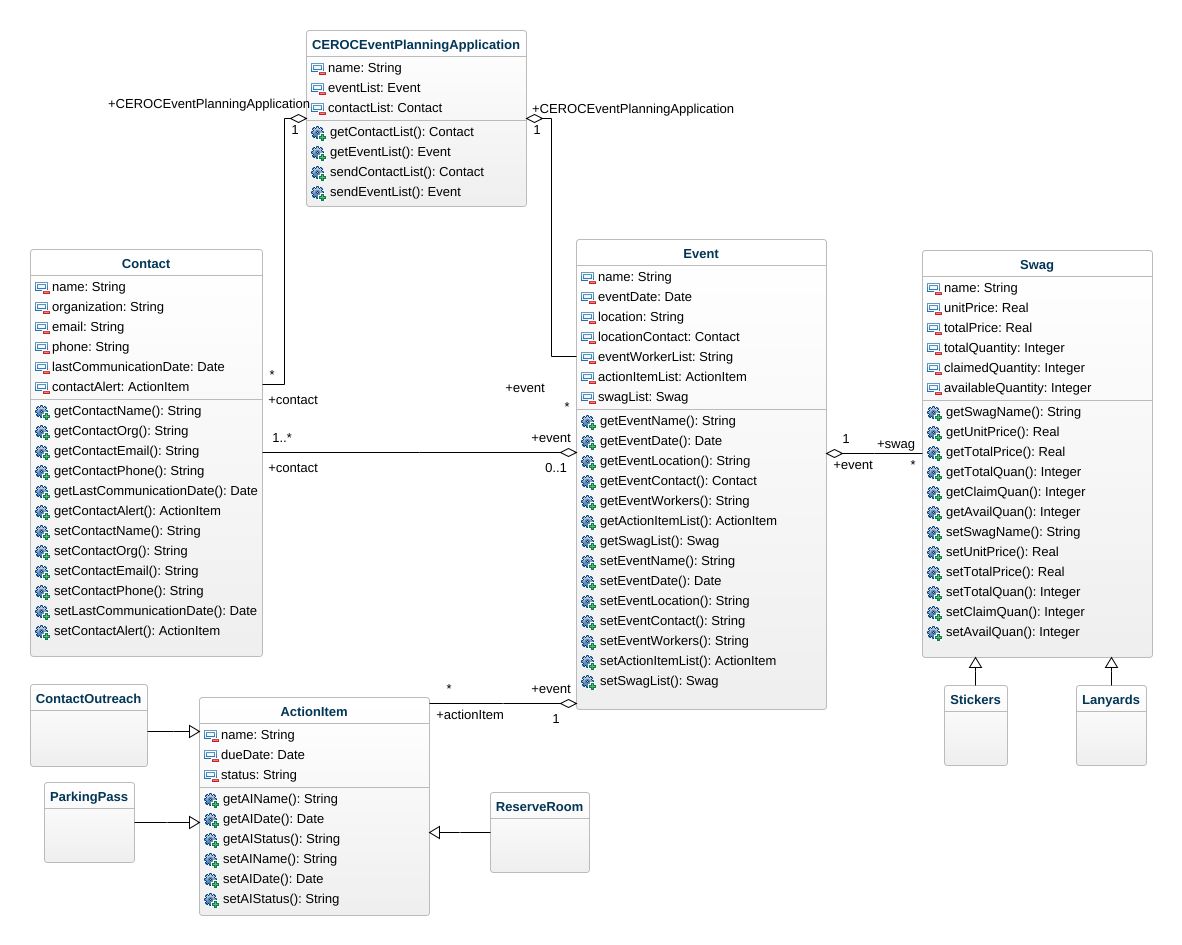 CEROCEventPlanningApplication
name: String
eventList: Event
contactList: Contact
getContactList(): Contact
getEventList(): Event
sendContactList(): Contact
sendEventList(): Event
+CEROCEventPlanningApplication
1
+CEROCEventPlanningApplication
1
Contact
name: String
organization: String
email: String
phone: String
lastCommunicationDate: Date
contactAlert: ActionItem
getContactName(): String
getContactOrg(): String
getContactEmail(): String
getContactPhone(): String
getLastCommunicationDate(): Date
getContactAlert(): ActionItem
setContactName(): String
setContactOrg(): String
setContactEmail(): String
setContactPhone(): String
setLastCommunicationDate(): Date
setContactAlert(): ActionItem
*
+contact
1..*
+contact
+event
*
+event
0..1
Event
name: String
eventDate: Date
location: String
locationContact: Contact
eventWorkerList: String
actionItemList: ActionItem
swagList: Swag
getEventName(): String
getEventDate(): Date
getEventLocation(): String
getEventContact(): Contact
getEventWorkers(): String
getActionItemList(): ActionItem
getSwagList(): Swag
setEventName(): String
setEventDate(): Date
setEventLocation(): String
setEventContact(): Contact
setEventWorkers(): String
setActionItemList(): ActionItem
setSwagList(): Swag
1
+event
+swag
*
Swag
name: String
unitPrice: Real
totalPrice: Real
totalQuantity: Integer
claimedQuantity: Integer
availableQuantity: Integer
getSwagName(): String
getUnitPrice(): Real
getTotalPrice(): Real
getTotalQuan(): Integer
getClaimQuan(): Integer
getAvailQuan(): Integer
setSwagName(): String
setUnitPrice(): Real
setTotalPrice(): Real
setTotalQuan(): Integer
setClaimQuan(): Integer
setAvailQuan(): Integer
Stickers
Lanyards
ContactOutreach
ParkingPass
ActionItem
name: String
dueDate: Date
status: String
getAIName(): String
getAIDate(): Date
getAIStatus(): String
setAIName(): String
setAIDate(): Date
setAIStatus(): String
*
+actionItem
+event
1
ReserveRoom